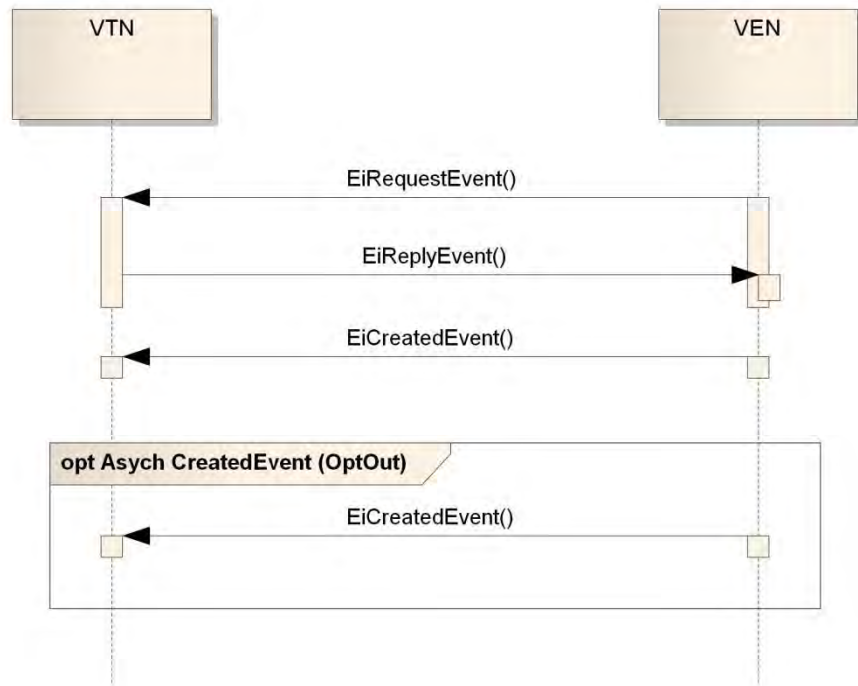 VTN
VEN
EiRequestEvent()
EiReplyEvent()
EiCreatedEvent()
opt Asych CreatedEvent (OptOut)
EiCreatedEvent()